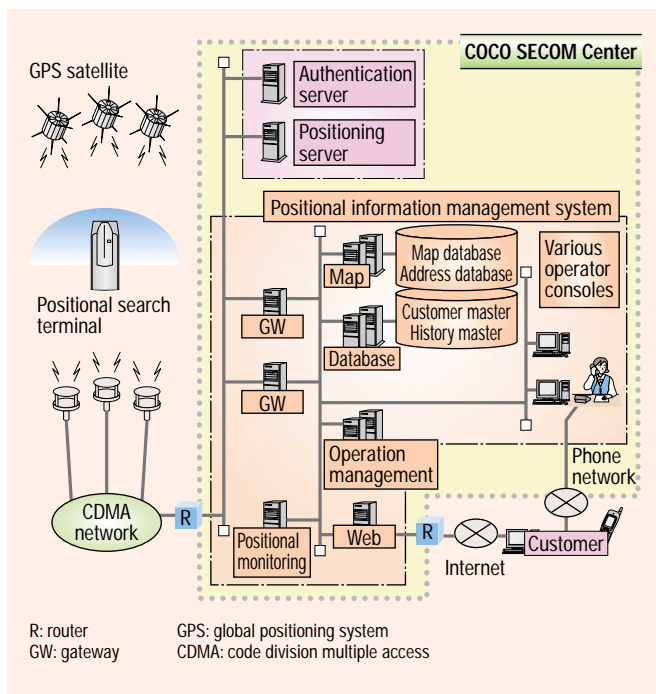 COCO SECOM Center
GPS satellite
Authentication
server
Positioning
server
Positional information management system
Map
Map database
Address database
Various
operator
consoles
Positional search
terminal
GW
Customer master
History master
Database
GW
Operation
management
Phone
network
CDMA
network
R
Positional
monitoring
Web
R
Internet
Customer
R: router
GPS: global positioning system
GW: gateway
CDMA: code division multiple access